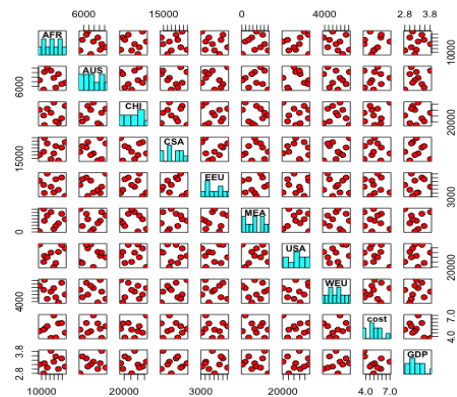 6000 15000 0 4000 2.8 3.8
AFR
10000
AUS
6000
CHI
20000
CSA
15000
EEU
3000
MEA
0
USA
20000
WEU
4000
cost
4.0 7.0
GDP
2.8 3.8
10000 20000 3000 20000 4.0 7.0